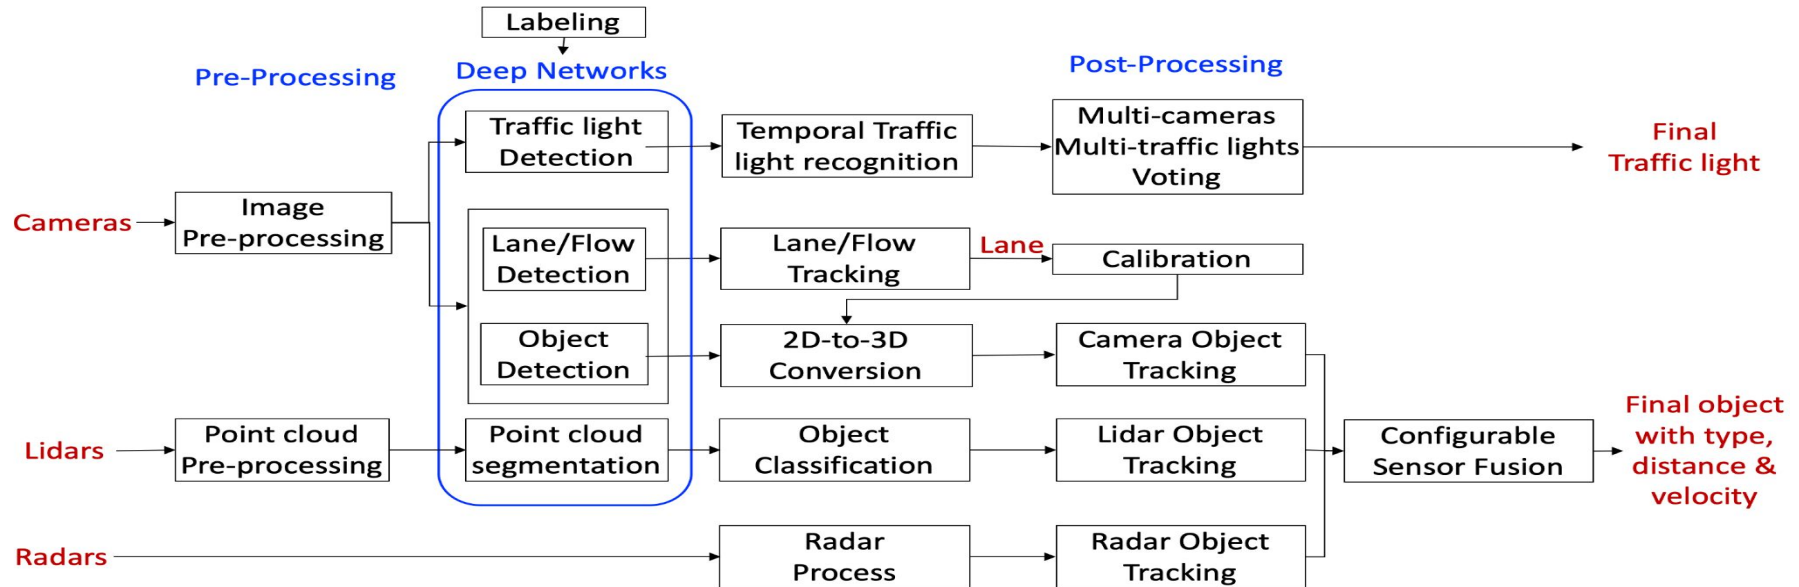 Labeling
Pre-Processing
Deep Networks
Post-Processing
Traffic light
Detection
Temporal Traffic
light recognition
Multi-cameras
Multi-traffic lights
Voting
Final
Traffic light
Cameras
Image
Pre-processing
Lane/Flow
Detection
Lane/Flow
Tracking
Lane
Calibration
Object
Detection
2D-to-3D
Conversion
Camera Object
Tracking
Lidars
Point cloud
Pre-processing
Point cloud
segmentation
Object
Classification
Lidar Object
Tracking
Configurable
Sensor Fusion
Final object
with type,
distance &
velocity
Radars
Radar
Process
Radar Object
Tracking